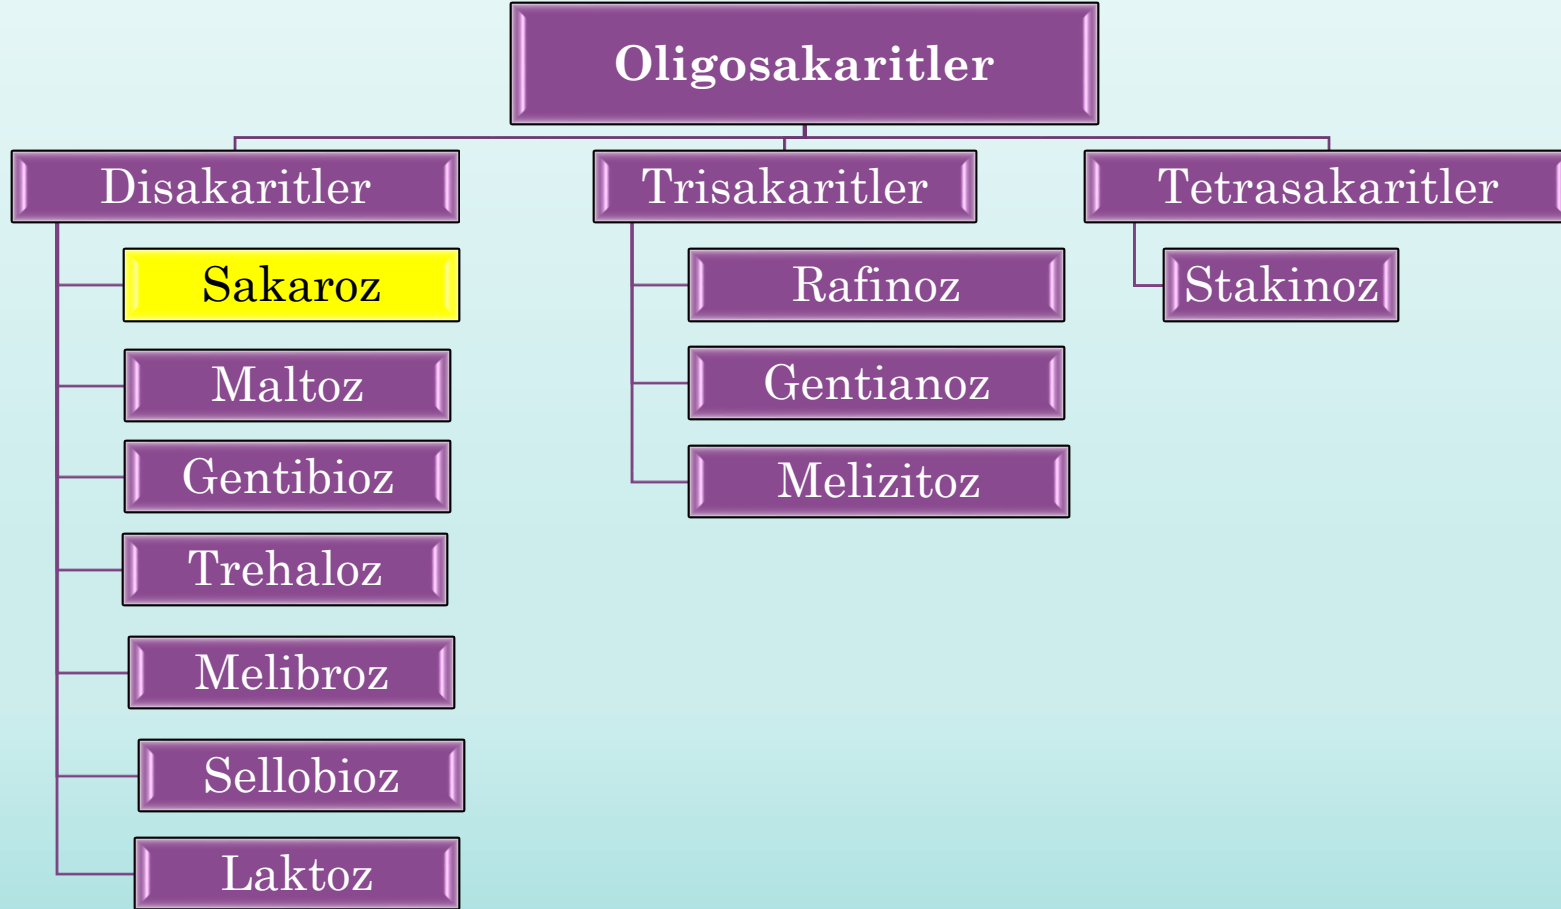 Oligosakaritler
Disakaritler
Sakaroz
Maltoz
Gentibioz
Trehaloz
Melibroz
Sellobioz
Laktoz
Trisakaritler
Rafinoz
Gentianoz
Melizitoz
Tetrasakaritler
Stakinoz